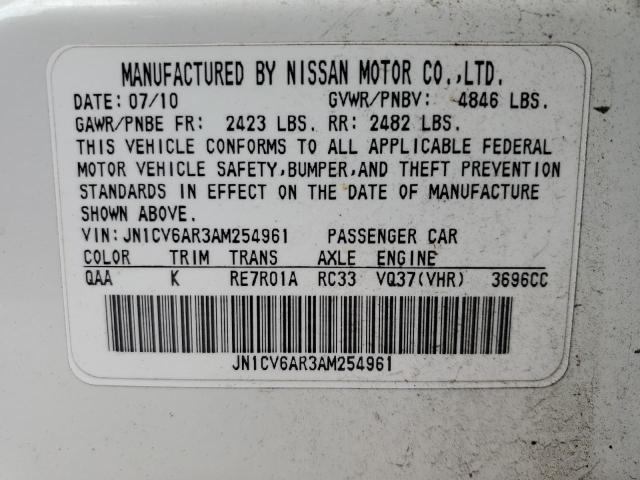 MANUFACTURED BY NISSAN MOTOR CO.,LTD.
DATE: 07/10 GVWR/PNBV: 4846 LBS.
GAWR/PNBE FR: 2423 LBS. RR: 2482 LBS.
THIS VEHICLE CONFORMS TO ALL APPLICABLE FEDERAL
MOTOR VEHICLE SAFETY,BUMPER,AND THEFT PREVENTION
STANDARDS IN EFFECT ON THE DATE OF MANUFACTURE
SHOWN ABOVE.
VIN:JN1CV6AR3AM254961 PASSENGER CAR
COLOR TRIM TRANS AXLE ENGINE
QAA K RE7R01A RC33 VQ37(VHR) 3696CC
JN1CV6AR3AM254961